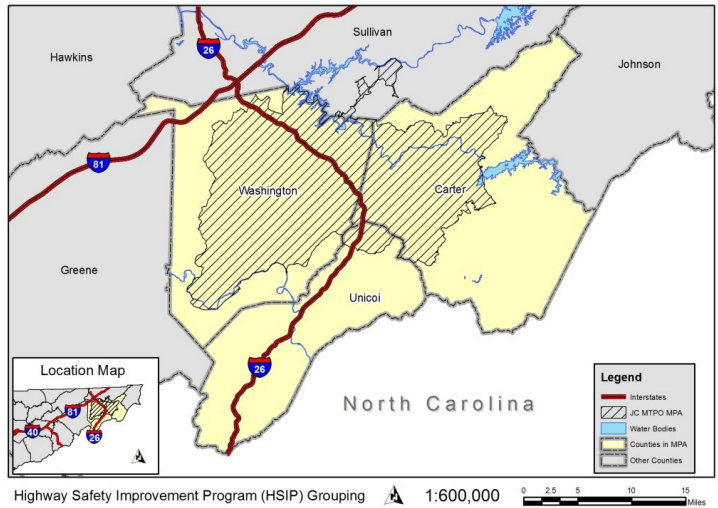 Hawkins
26
Sullivan
Johnson
81
Washington
Carter
Greene
Unicoi
26
North Carolina
Location Map
81
40
26
Legend
Interstates
JC MTPO MPA
Water Bodies
Counties in MPA
Other Counties
Highway Safety Improvement Program (HSIP) Grouping
1:600,000
0 2.5 5 10 15
Miles